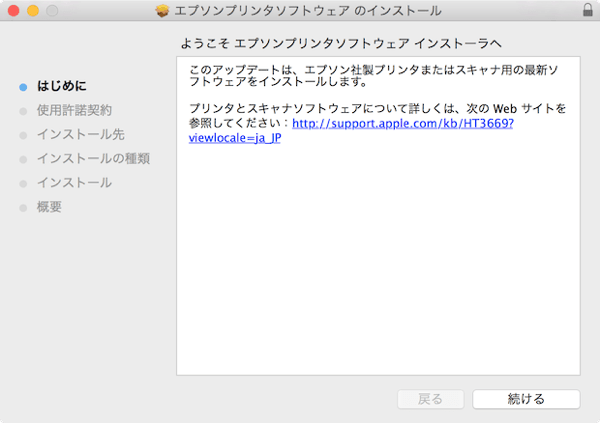 エプソンプリンタソフトウェア のインストール
ようこそ エプソンプリンタソフトウェア インストーラへ
はじめに
使用許諾契約
インストール先
インストールの種類
インストール
概要
このアップデートは、エプソン社製プリンタまたはスキャナ用の最新ソ
フトウェアをインストールします。
プリンタとスキャナソフトウェアについて詳しくは、次の Web サイトを
参照してください：http://support.apple.com/kb/HT3669?
viewlocale=ja_JP
戻る
続ける